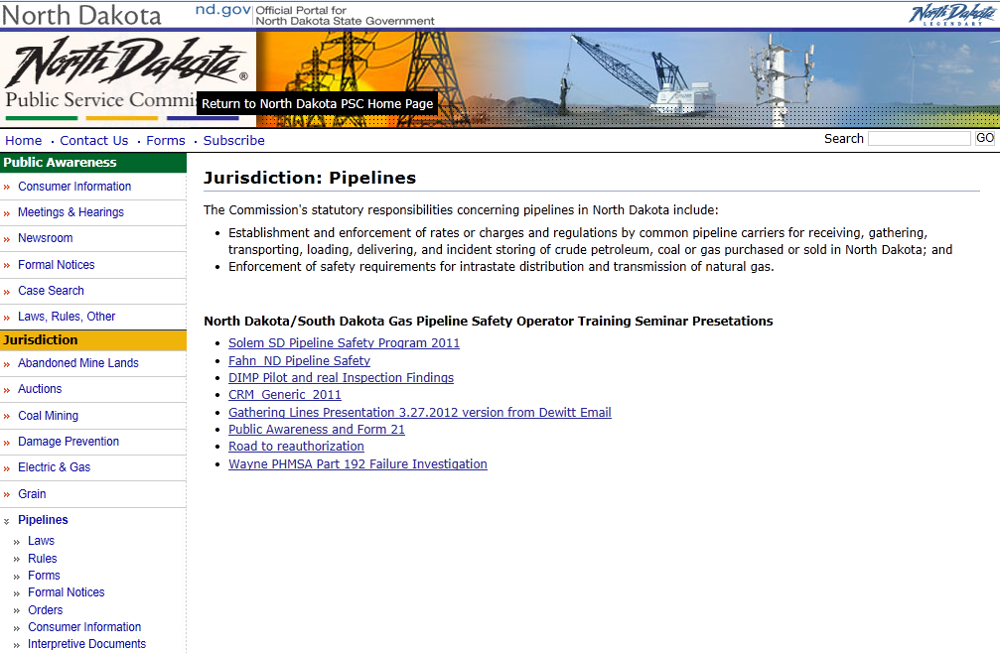 North Dakota
nd.gov
Official Portal for
North Dakota State Government
North Dakota
LEGENDARY
North Dakota ®
Public Service Commi
Return to North Dakota PSC Home Page
Home · Contact Us · Forms · Subscribe
Search GO
Public Awareness
» Consumer Information
» Meetings & Hearings
» Newsroom
» Formal Notices
» Case Search
» Laws, Rules, Other
Jurisdiction
» Abandoned Mine Lands
» Auctions
» Coal Mining
» Damage Prevention
» Electric & Gas
» Grain
Pipelines
» Laws
» Rules
» Forms
» Formal Notices
» Orders
» Consumer Information
» Interpretive Documents
Jurisdiction: Pipelines
The Commission's statutory responsibilities concerning pipelines in North Dakota include:
• Establishment and enforcement of rates or charges and regulations by common pipeline carriers for receiving, gathering,
transporting, loading, delivering, and incident storing of crude petroleum, coal or gas purchased or sold in North Dakota; and
• Enforcement of safety requirements for intrastate distribution and transmission of natural gas.
North Dakota/South Dakota Gas Pipeline Safety Operator Training Seminar Presetations
• Solem SD Pipeline Safety Program 2011
• Fahn_ND Pipeline Safety
• DIMP Pilot and real Inspection Findings
• CRM_Generic_2011
• Gathering Lines Presentation 3.27.2012 version from Dewitt Email
• Public Awareness and Form 21
• Road to reauthorization
• Wayne PHMSA Part 192 Failure Investigation